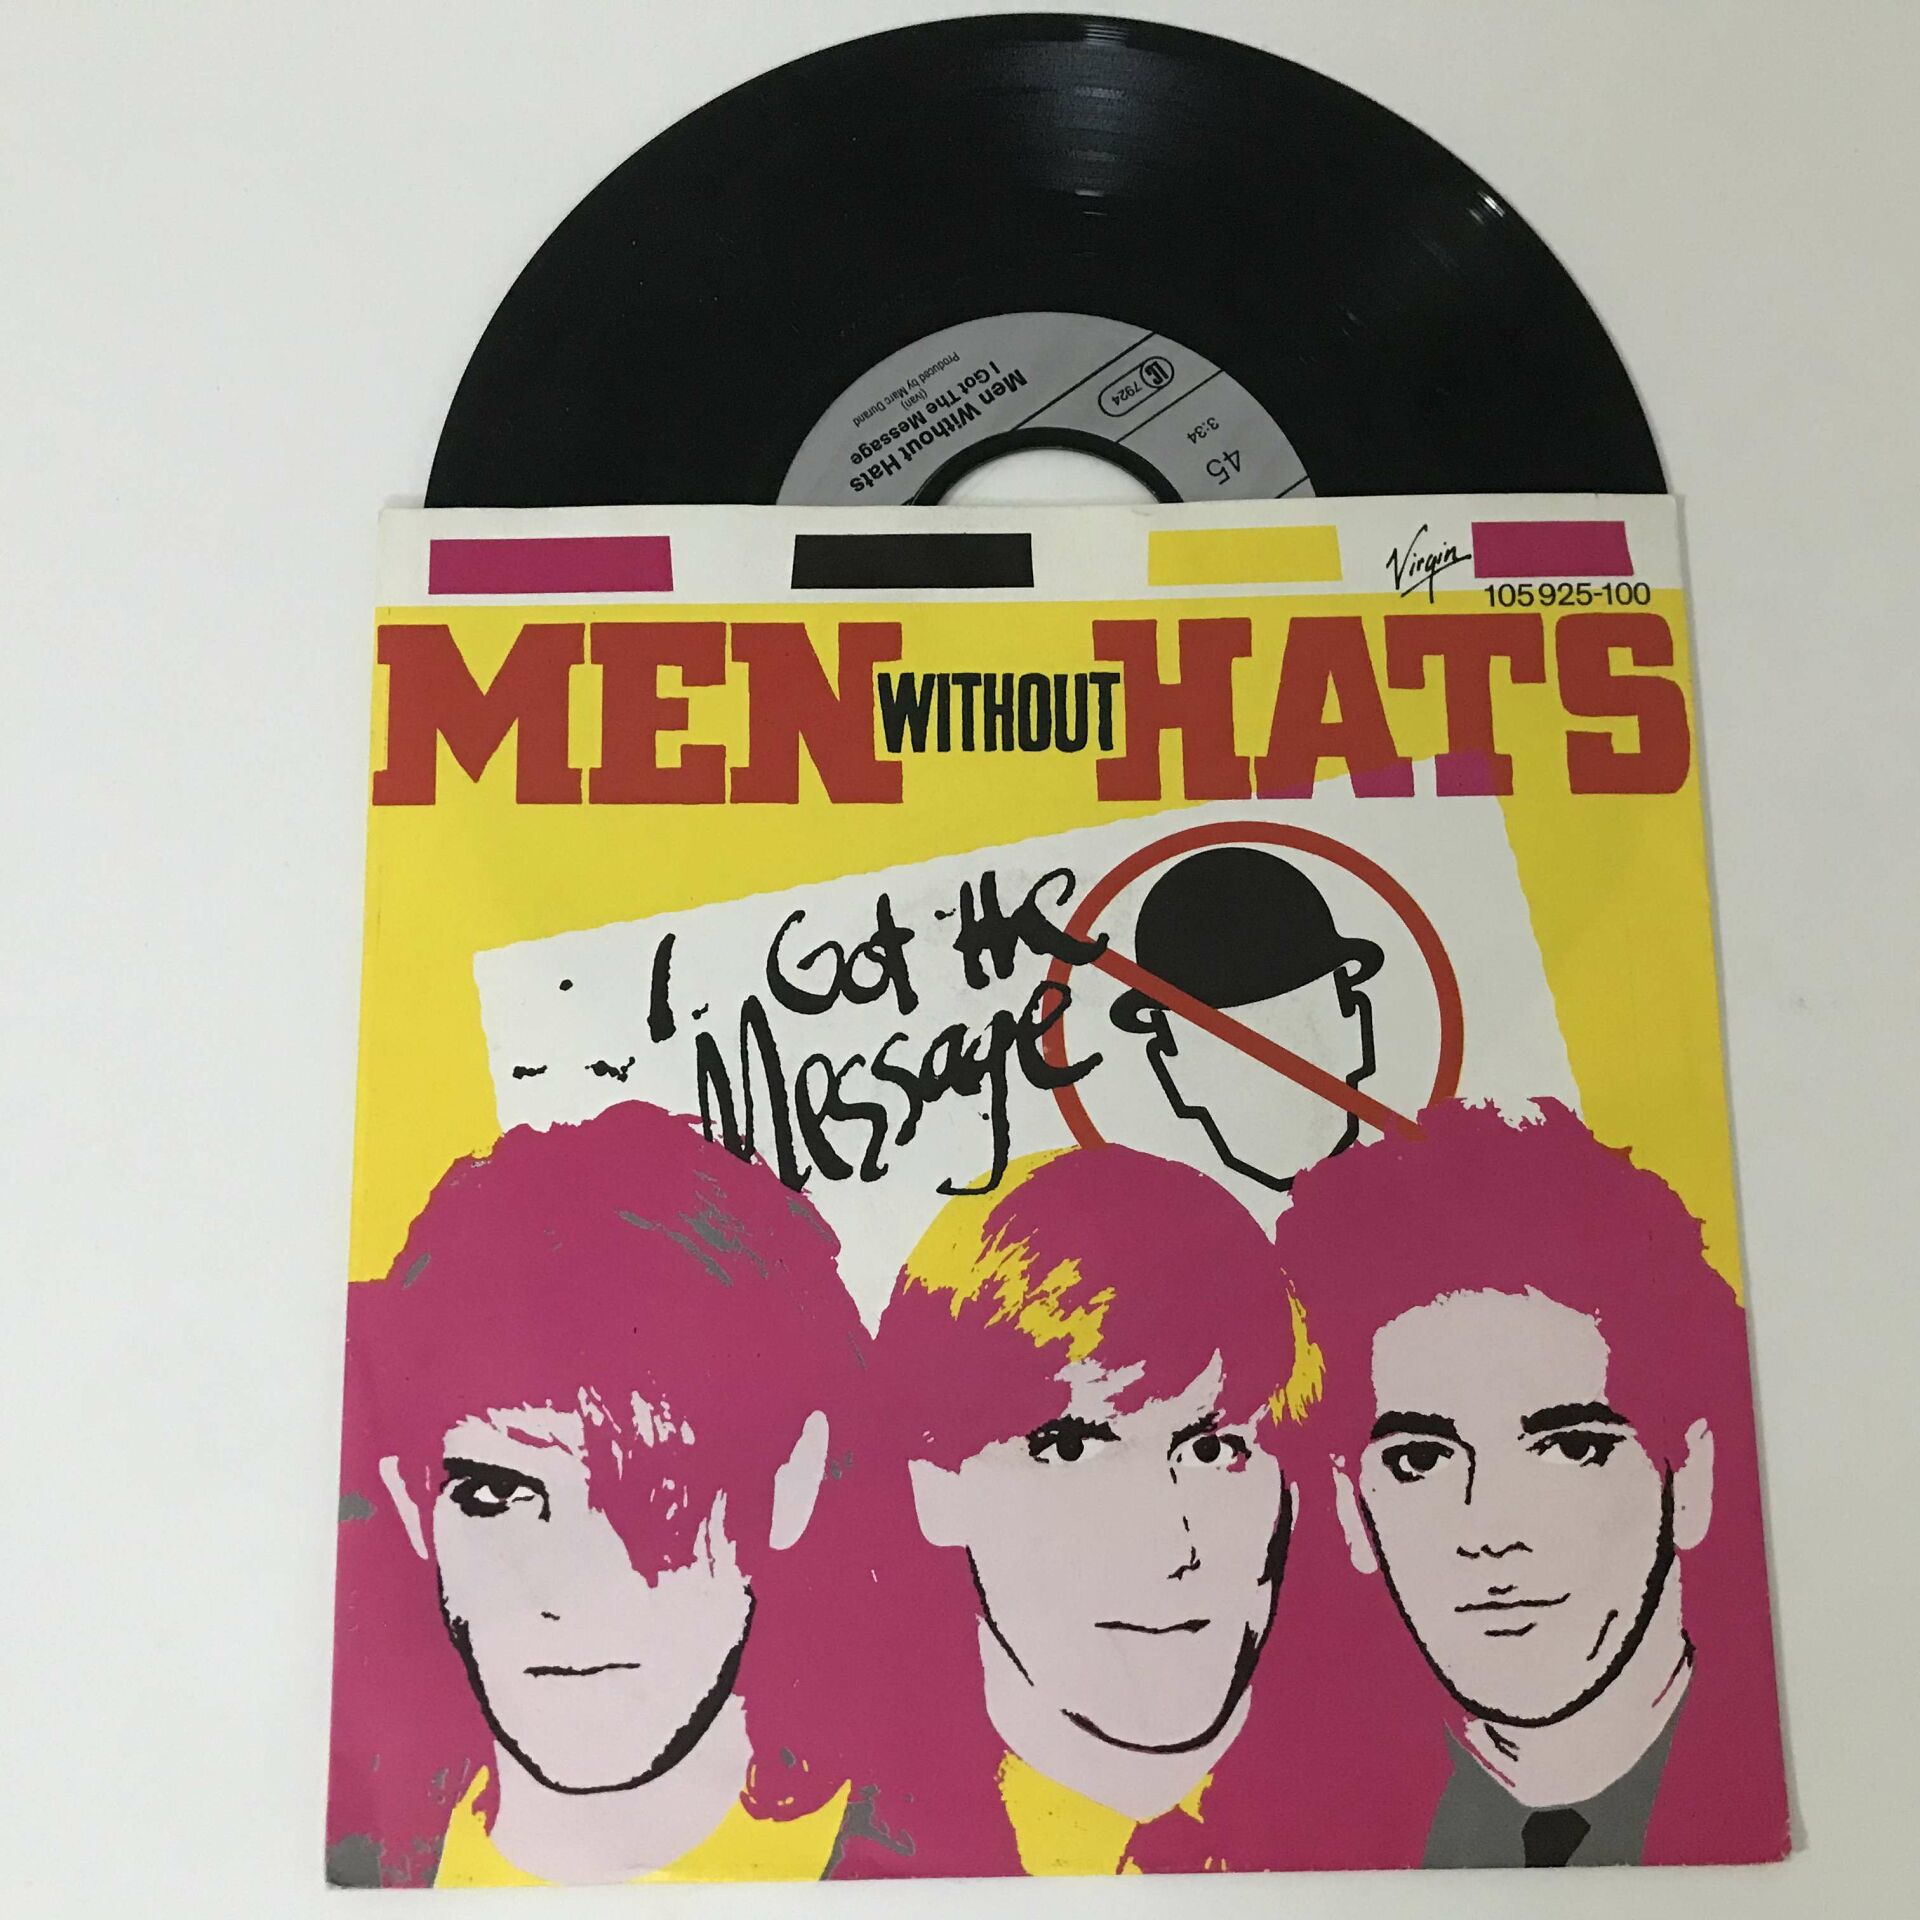 Men Without Hats
I Got The Message
(Ivan)
Produced by Marc Durand
LC 7924
3:34
45
Virgin
105 925-100
MEN WITHOUT HATS
I Got the
Message